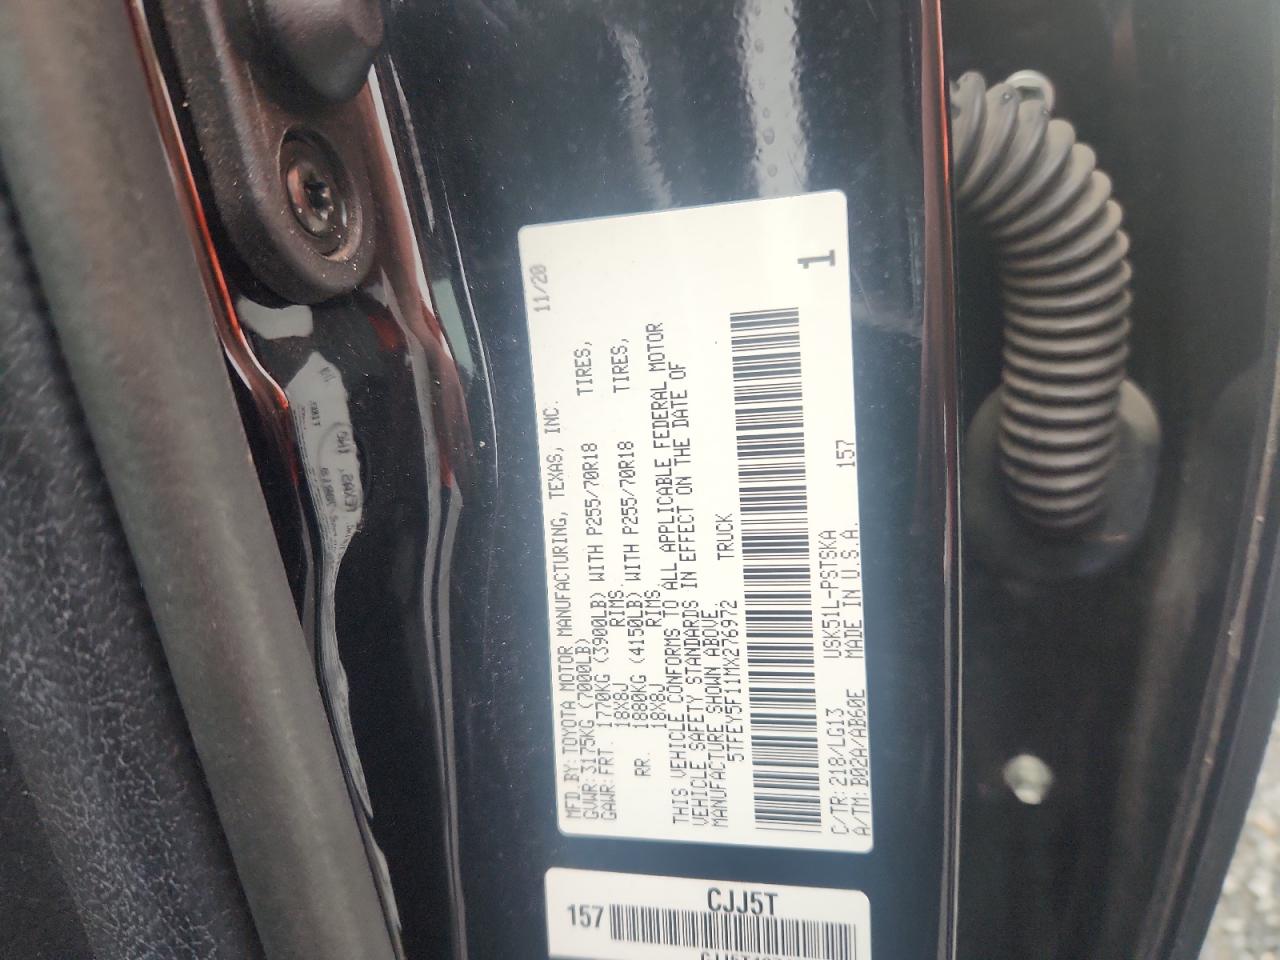 MFD. BY: TOYOTA MOTOR MANUFACTURING, TEXAS, INC. 11/20
GVWR: 3175KG (7000LB)
GAWR: FRT. 1770KG (3900LB) WITH P255/70R18 TIRES,
18X8J RIMS.
RR. 1880KG (4150LB) WITH P255/70R18 TIRES,
18X8J RIMS.
THIS VEHICLE CONFORMS TO ALL APPLICABLE FEDERAL MOTOR
VEHICLE SAFETY STANDARDS IN EFFECT ON THE DATE OF
MANUFACTURE SHOWN ABOVE.
5TFEY5F11MX276972 TRUCK
1
C/TR: 218/LG13 USK51L-PSTSKA 157
A/TM: B02A/AB60E MADE IN U.S.A.
CJJ5T
157